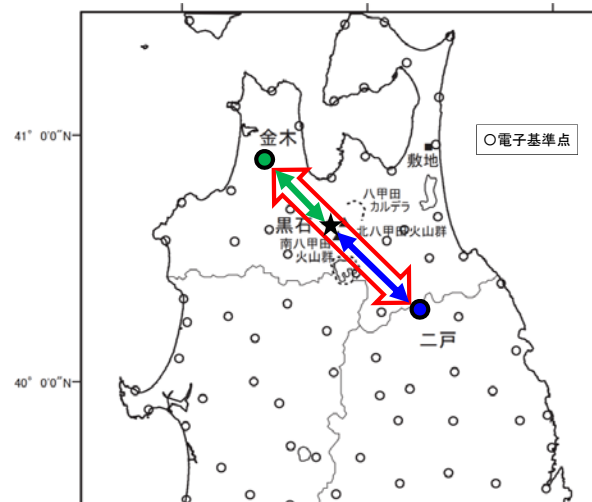 41° 0′0″N
金木
○電子基準点
敷地
八甲田
カルデラ
黒石
北八甲田火山群
南八甲田
火山群
二戸
40° 0′0″N